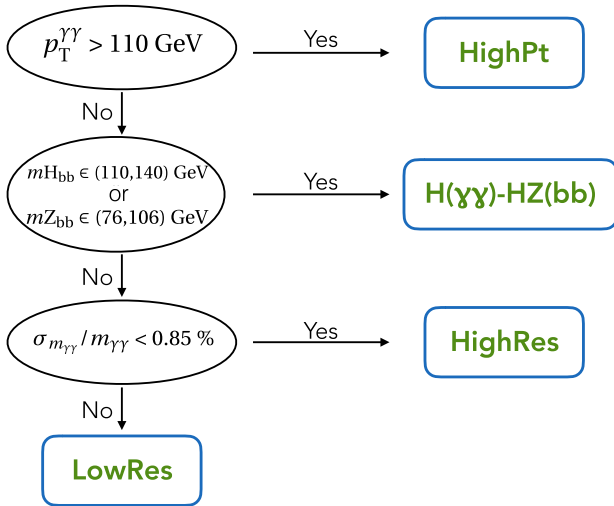 p_T^γγ > 110 GeV
Yes
HighPt
No
mH_bb ∈ (110,140) GeV
or
mZ_bb ∈ (76,106) GeV
Yes
H(γγ)-HZ(bb)
No
σ_m_γγ / m_γγ < 0.85 %
Yes
HighRes
No
LowRes